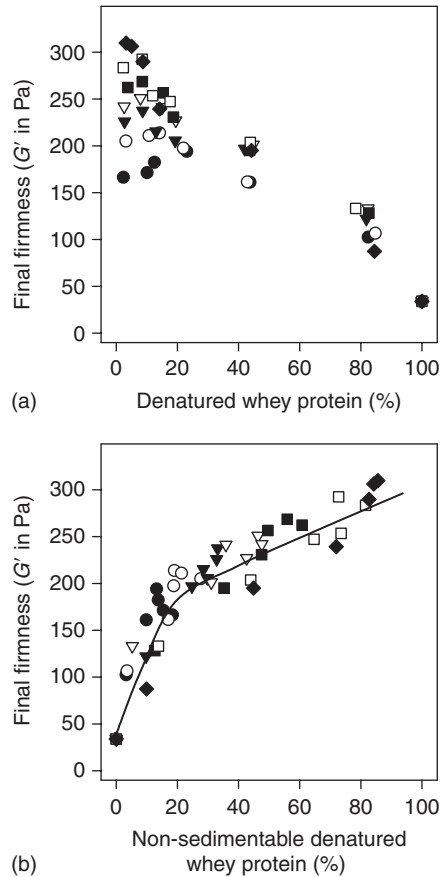 350
300
250
200
150
100
50
0
Final firmness (G′ in Pa)
0 20 40 60 80 100
(a) Denatured whey protein (%)
350
300
250
200
150
100
50
0
Final firmness (G′ in Pa)
0 20 40 60 80 100
Non-sedimentable denatured
(b) whey protein (%)